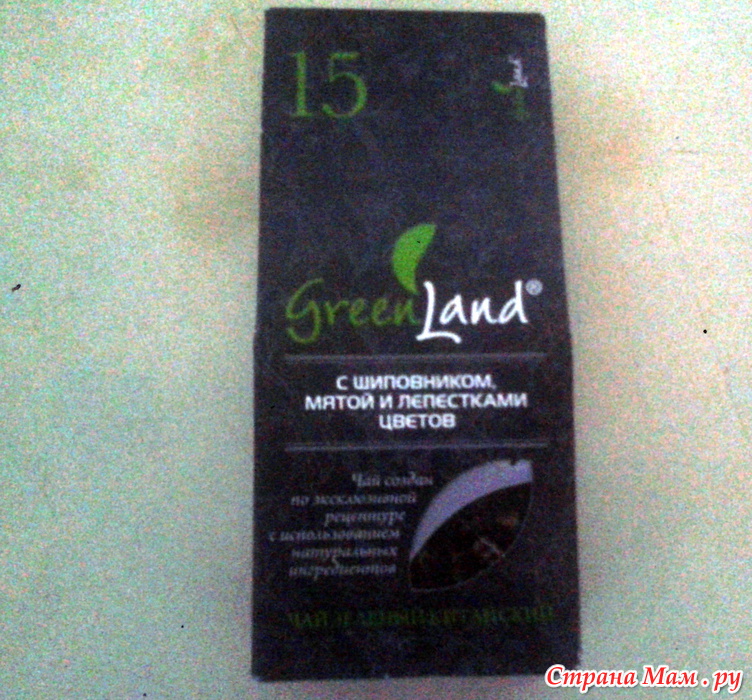 15
GreenLand
GreenLand®
С ШИПОВНИКОМ,
МЯТОЙ И ЛЕПЕСТКАМИ
ЦВЕТОВ
Чай создан
по эксклюзивной
рецептуре
с использованием
натуральных
ингредиентов
ЧАЙ ЗЕЛЕНЫЙ КИТАЙСКИЙ
Страна Мам.ру